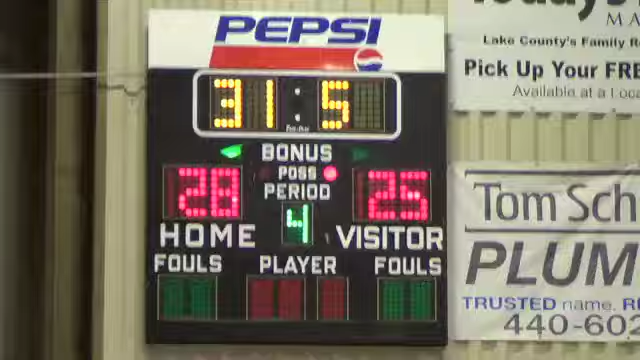 PEPSI
31:5
BONUS
POSS
PERIOD
28
25
4
HOME
VISITOR
FOULS
PLAYER
FOULS
MA
Lake County's Family R
Pick Up Your FRE
Available at a Loca
Tom Sch
PLUM
TRUSTED name. R
440-602